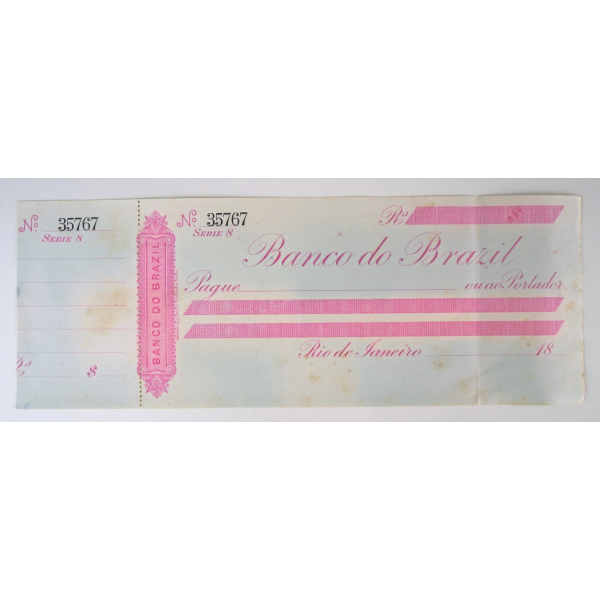 Nº 35767
SERIE 8
Rs $
BANCO DO BRAZIL
Nº 35767
SERIE 8
Rs $
Banco do Brazil
Pague ou ao Portador
Rio de Janeiro 18